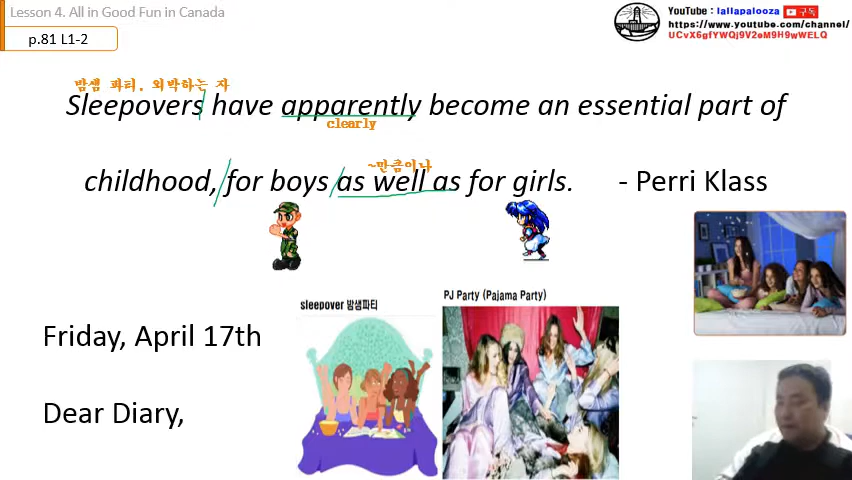 Lesson 4. All in Good Fun in Canada
p.81 L1-2
YouTube : lallapalooza 구독
https://www.youtube.com/channel/
UCvX6gfYWQj9V2eM9H9wWELQ
밤샘 파티, 외박하는 자
Sleepovers have apparently become an essential part of
clearly
~만큼이나
childhood, for boys as well as for girls. - Perri Klass
sleepover 밤샘파티
PJ Party (Pajama Party)
Friday, April 17th
Dear Diary,